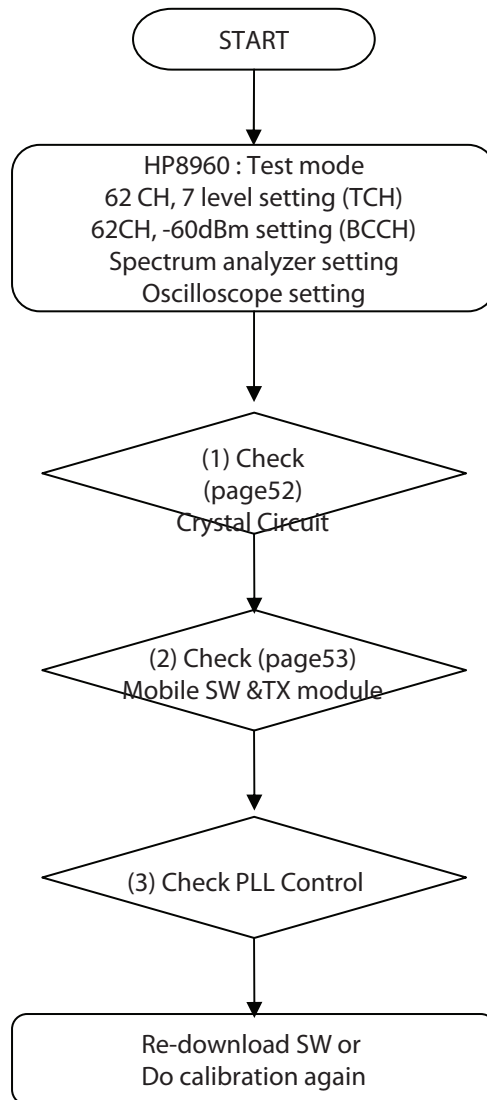 START
HP8960 : Test mode
62 CH, 7 level setting (TCH)
62CH, -60dBm setting (BCCH)
Spectrum analyzer setting
Oscilloscope setting
(1) Check
(page52)
Crystal Circuit
(2) Check (page53)
Mobile SW &TX module
(3) Check PLL Control
Re-download SW or
Do calibration again